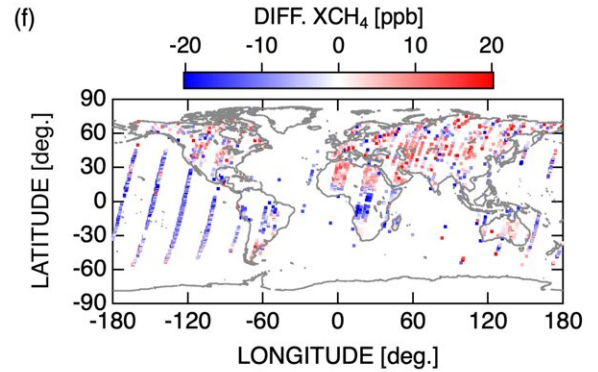 (f)
DIFF. XCH₄ [ppb]
-20 -10 0 10 20
LATITUDE [deg.]
90
60
30
0
-30
-60
-90
-180 -120 -60 0 60 120 180
LONGITUDE [deg.]